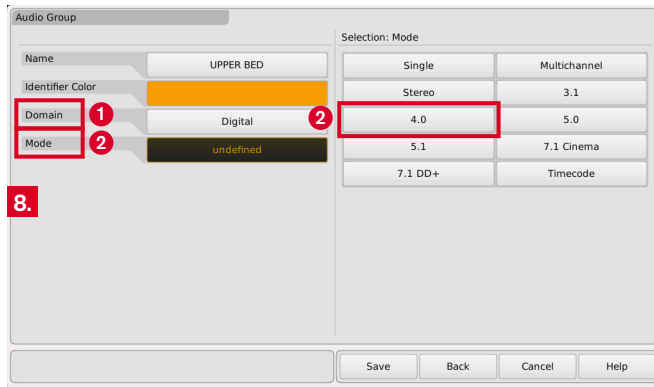 Audio Group
Selection: Mode
Name
UPPER BED
Identifier Color
Domain
1
Digital
Mode
2
undefined
8.
Single
Multichannel
Stereo
3.1
2
4.0
5.0
5.1
7.1 Cinema
7.1 DD+
Timecode
Save
Back
Cancel
Help